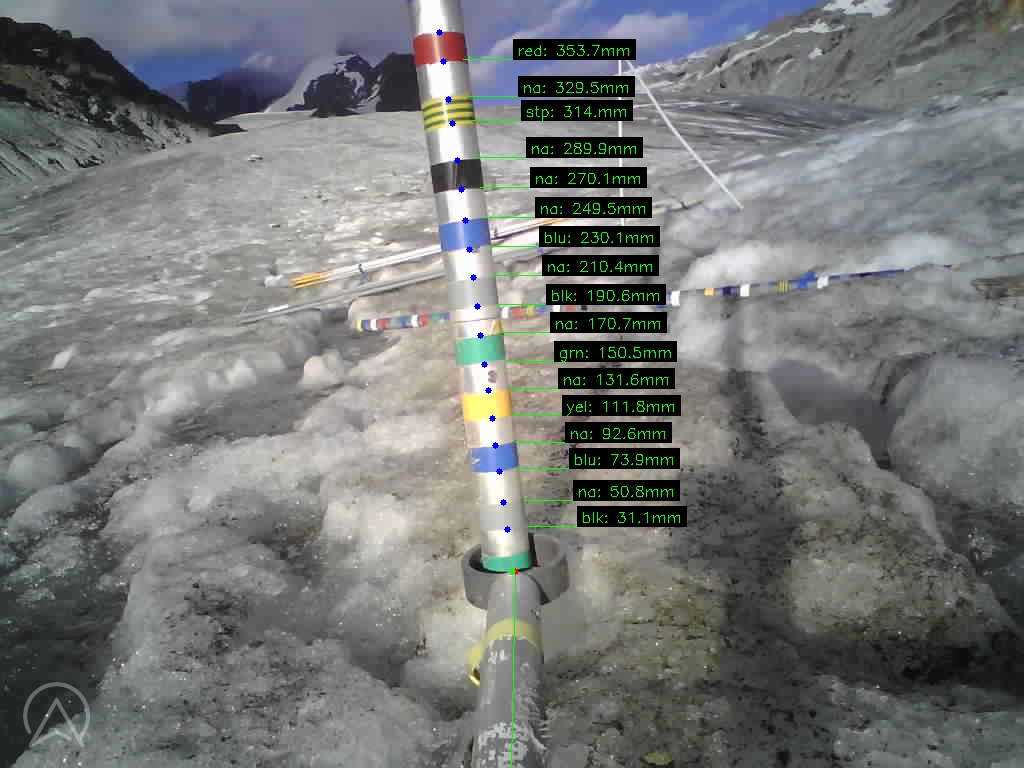 red: 353.7mm
na: 329.5mm
stp: 314.mm
na: 289.9mm
na: 270.1mm
na: 249.5mm
blu: 230.1mm
na: 210.4mm
blk: 190.6mm
na: 170.7mm
grn: 150.5mm
na: 131.6mm
yel: 111.8mm
na: 92.6mm
blu: 73.9mm
na: 50.8mm
blk: 31.1mm